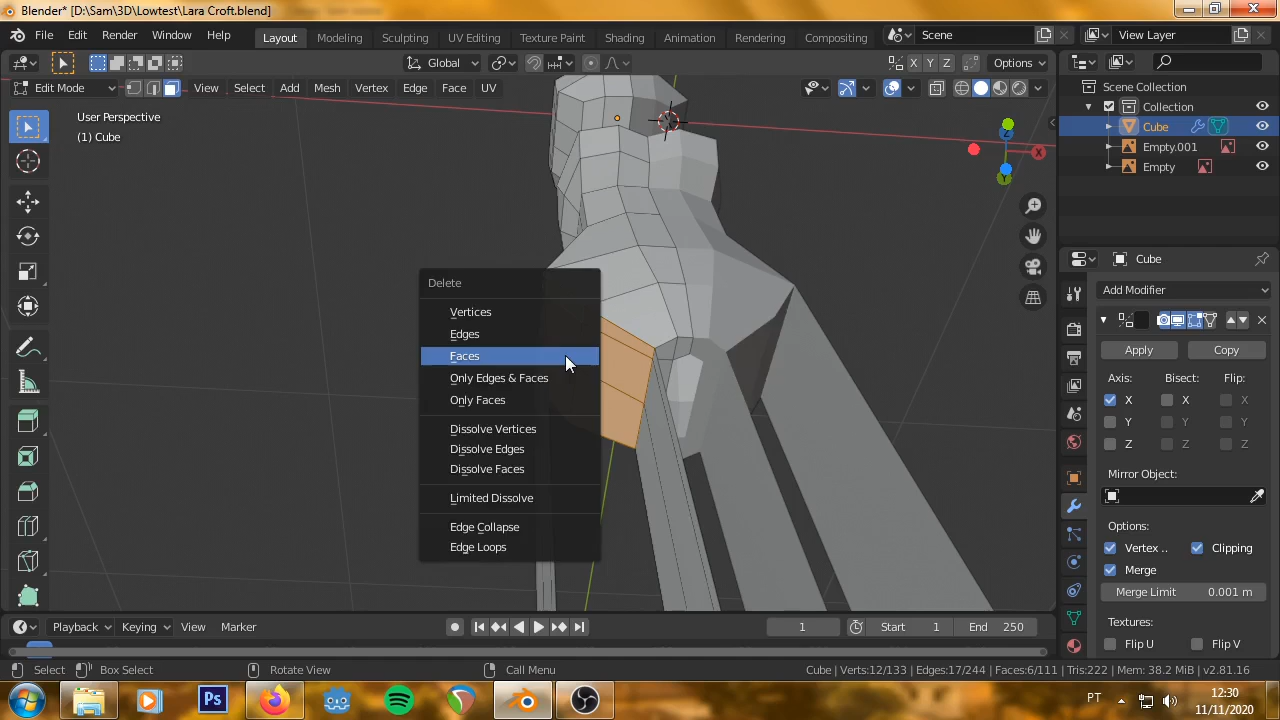 Blender* [D:\Sam\3D\Lowtest\Lara Croft.blend]
File Edit Render Window Help Layout Modeling Sculpting UV Editing Texture Paint Shading Animation Rendering Compositing Scene View Layer
Global X Y Z Options
Edit Mode View Select Add Mesh Vertex Edge Face UV
User Perspective
(1) Cube
Scene Collection
Collection
Cube
Empty.001
Empty
X
Y
Z
Delete
Vertices
Edges
Faces
Only Edges & Faces
Only Faces
Dissolve Vertices
Dissolve Edges
Dissolve Faces
Limited Dissolve
Edge Collapse
Edge Loops
Cube
Add Modifier
Apply Copy
Axis: Bisect: Flip:
X X X
Y Y Y
Z Z Z
Mirror Object:
Options:
Vertex .. Clipping
Merge
Merge Limit 0.001 m
Textures:
Flip U Flip V
Playback Keying View Marker 1 Start 1 End 250
Select Box Select Rotate View Call Menu Cube | Verts:12/133 | Edges:17/244 | Faces:6/111 | Tris:222 | Mem: 38.2 MiB | v2.81.16
Ps
PT
12:30
11/11/2020